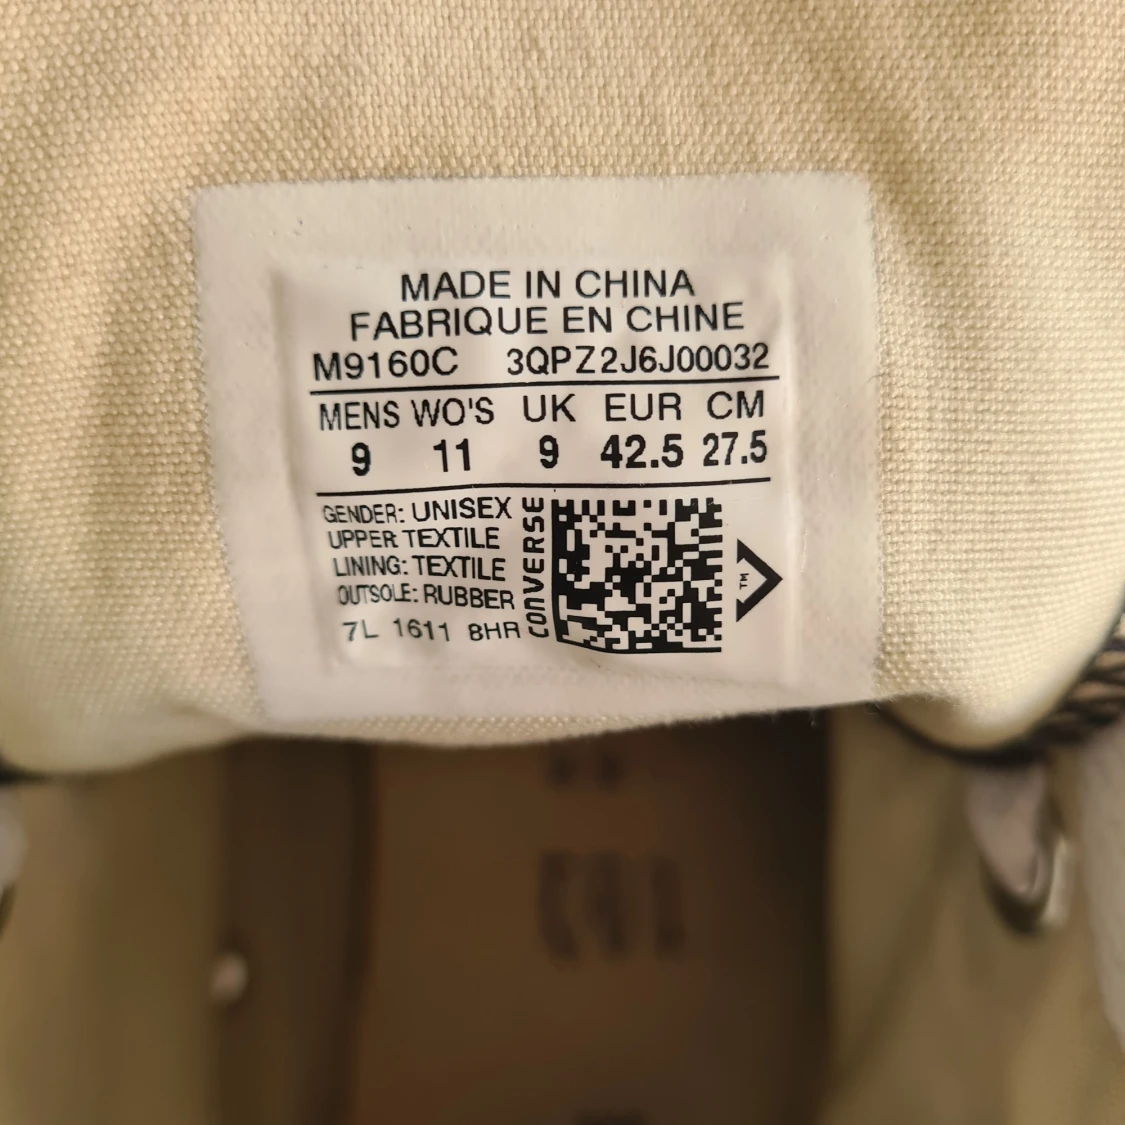 MADE IN CHINA
FABRIQUE EN CHINE
M9160C 3QPZ2J6J00032
MENS WO'S UK EUR CM
9 11 9 42.5 27.5
GENDER: UNISEX
UPPER TEXTILE
LINING: TEXTILE
OUTSOLE: RUBBER
7L 1611 8HR
CONVERSE
TM